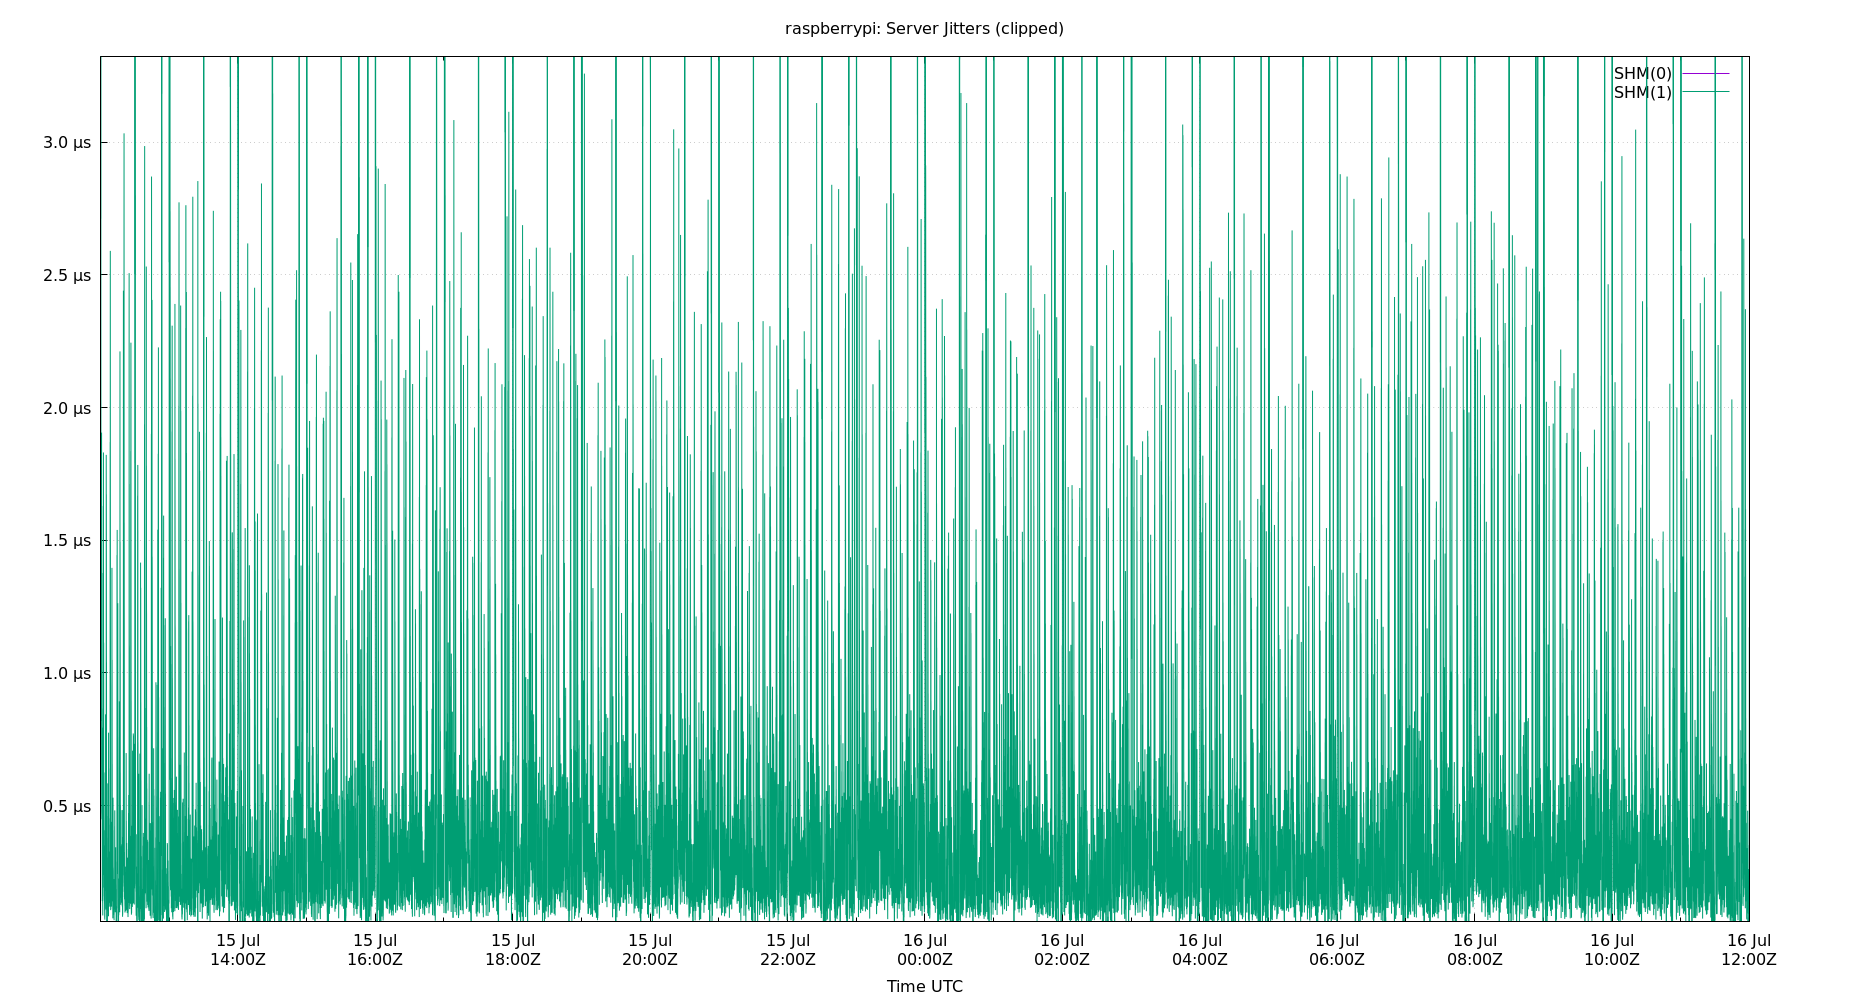 raspberrypi: Server Jitters (clipped)
SHM(0)
SHM(1)
3.0 µs
2.5 µs
2.0 µs
1.5 µs
1.0 µs
0.5 µs
15 Jul 15 Jul 15 Jul 15 Jul 15 Jul 16 Jul 16 Jul 16 Jul 16 Jul 16 Jul 16 Jul 16 Jul
14:00Z 16:00Z 18:00Z 20:00Z 22:00Z 00:00Z 02:00Z 04:00Z 06:00Z 08:00Z 10:00Z 12:00Z
Time UTC